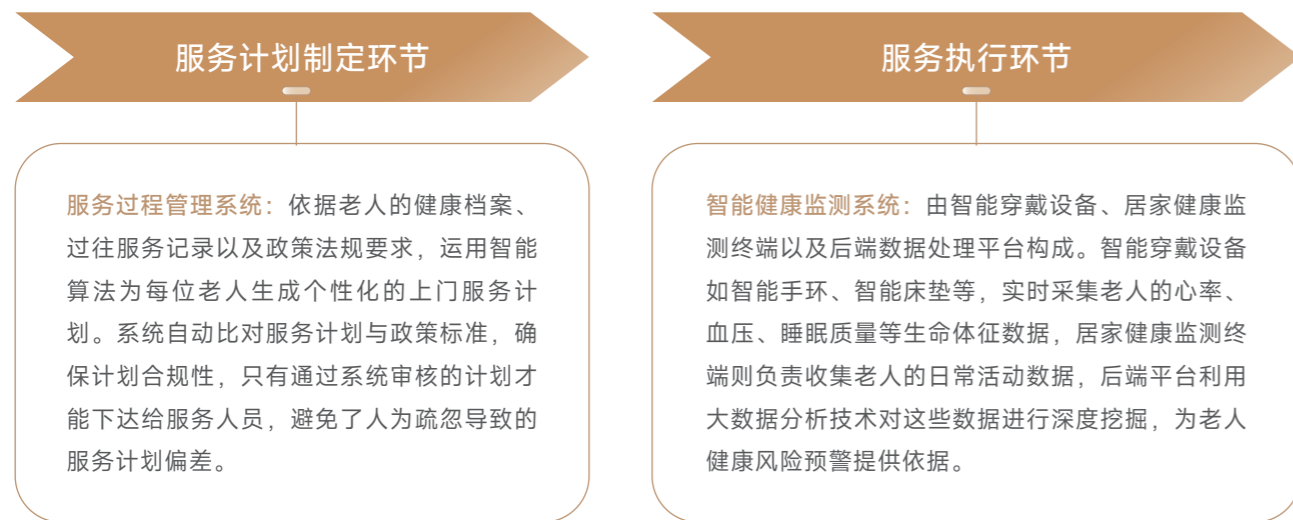 服务计划制定环节
服务过程管理系统：依据老人的健康档案、
过往服务记录以及政策法规要求，运用智能
算法为每位老人生成个性化的上门服务计
划。系统自动比对服务计划与政策标准，确
保计划合规性，只有通过系统审核的计划才
能下达给服务人员，避免了人为疏忽导致的
服务计划偏差。
服务执行环节
智能健康监测系统：由智能穿戴设备、居家健康监
测终端以及后端数据处理平台构成。智能穿戴设备
如智能手环、智能床垫等，实时采集老人的心率、
血压、睡眠质量等生命体征数据，居家健康监测终
端则负责收集老人的日常活动数据，后端平台利用
大数据分析技术对这些数据进行深度挖掘，为老人
健康风险预警提供依据。